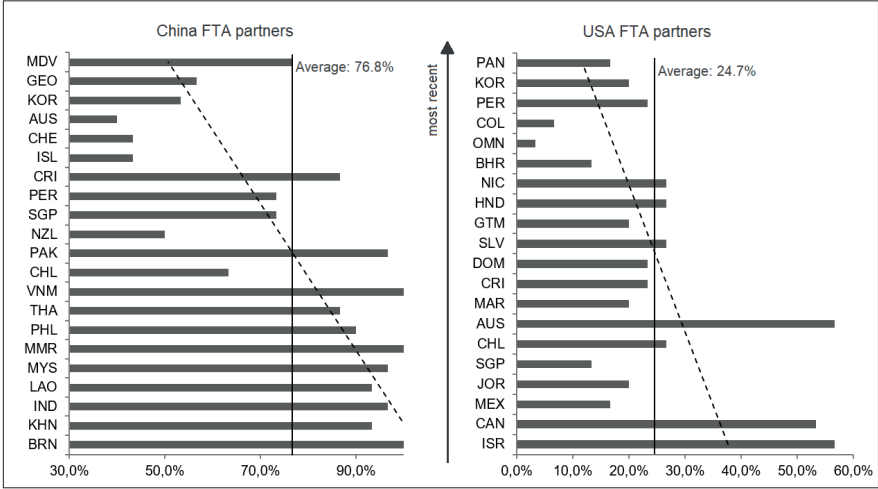 China FTA partners
MDV
GEO
KOR
AUS
CHE
ISL
CRI
PER
SGP
NZL
PAK
CHL
VNM
THA
PHL
MMR
MYS
LAO
IND
KHN
BRN
Average: 76.8%
30,0%
50,0%
70,0%
90,0%
most recent
USA FTA partners
PAN
KOR
PER
COL
OMN
BHR
NIC
HND
GTM
SLV
DOM
CRI
MAR
AUS
CHL
SGP
JOR
MEX
CAN
ISR
Average: 24.7%
0,0%
10,0%
20,0%
30,0%
40,0%
50,0%
60,0%